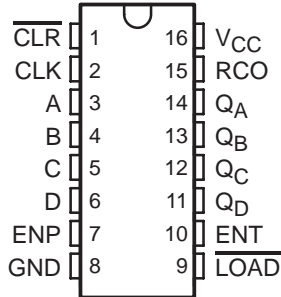 CLR 1 16 VCC
CLK 2 15 RCO
A 3 14 QA
B 4 13 QB
C 5 12 QC
D 6 11 QD
ENP 7 10 ENT
GND 8 9 LOAD